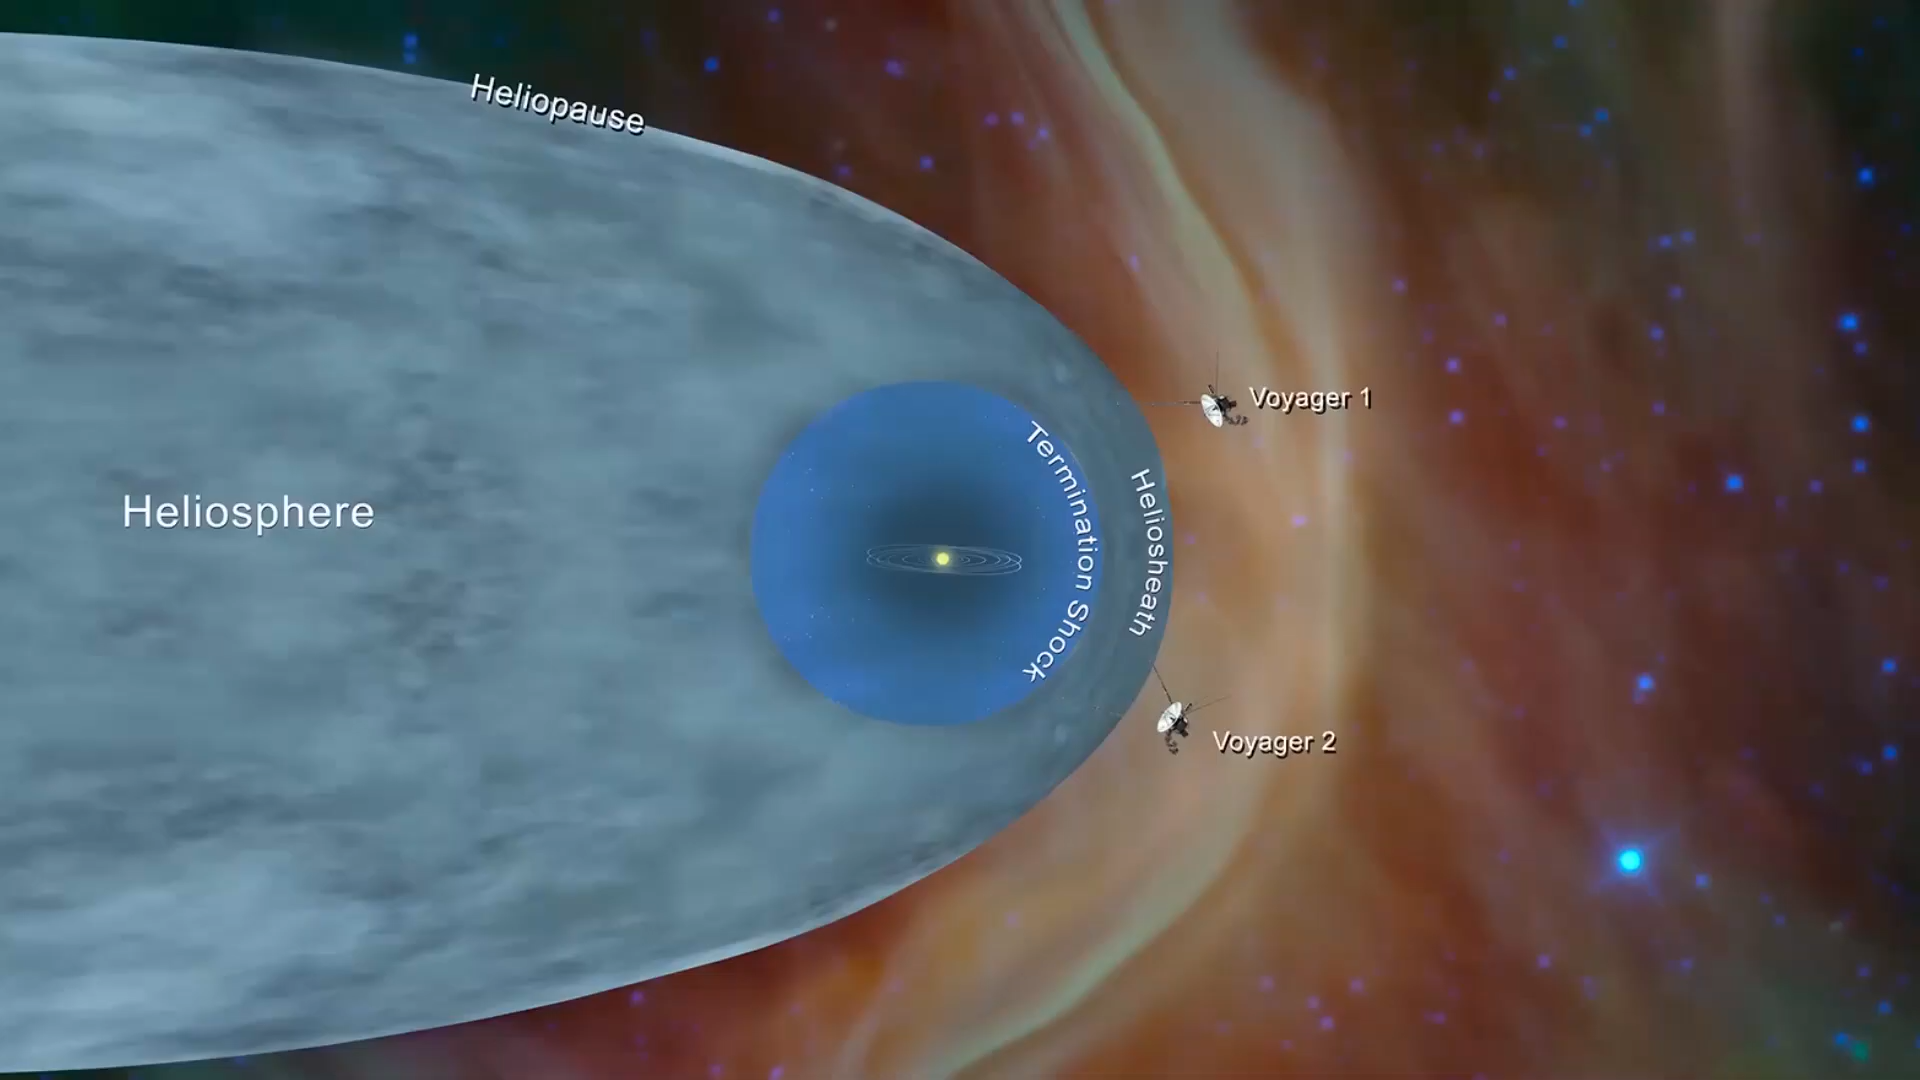 Heliopause
Voyager 1
Termination Shock
Heliosheath
Heliosphere
Voyager 2